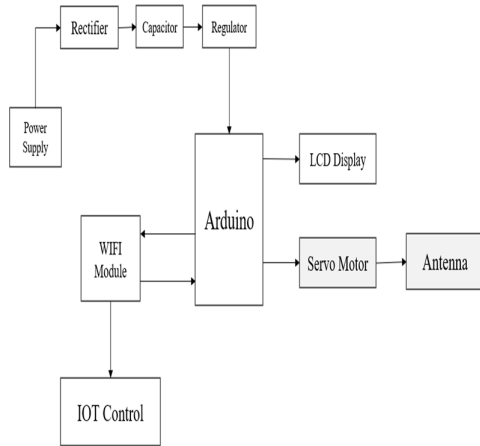 Rectifier
Capacitor
Regulator
Power
Supply
Arduino
LCD Display
WIFI
Module
Servo Motor
Antenna
IOT Control